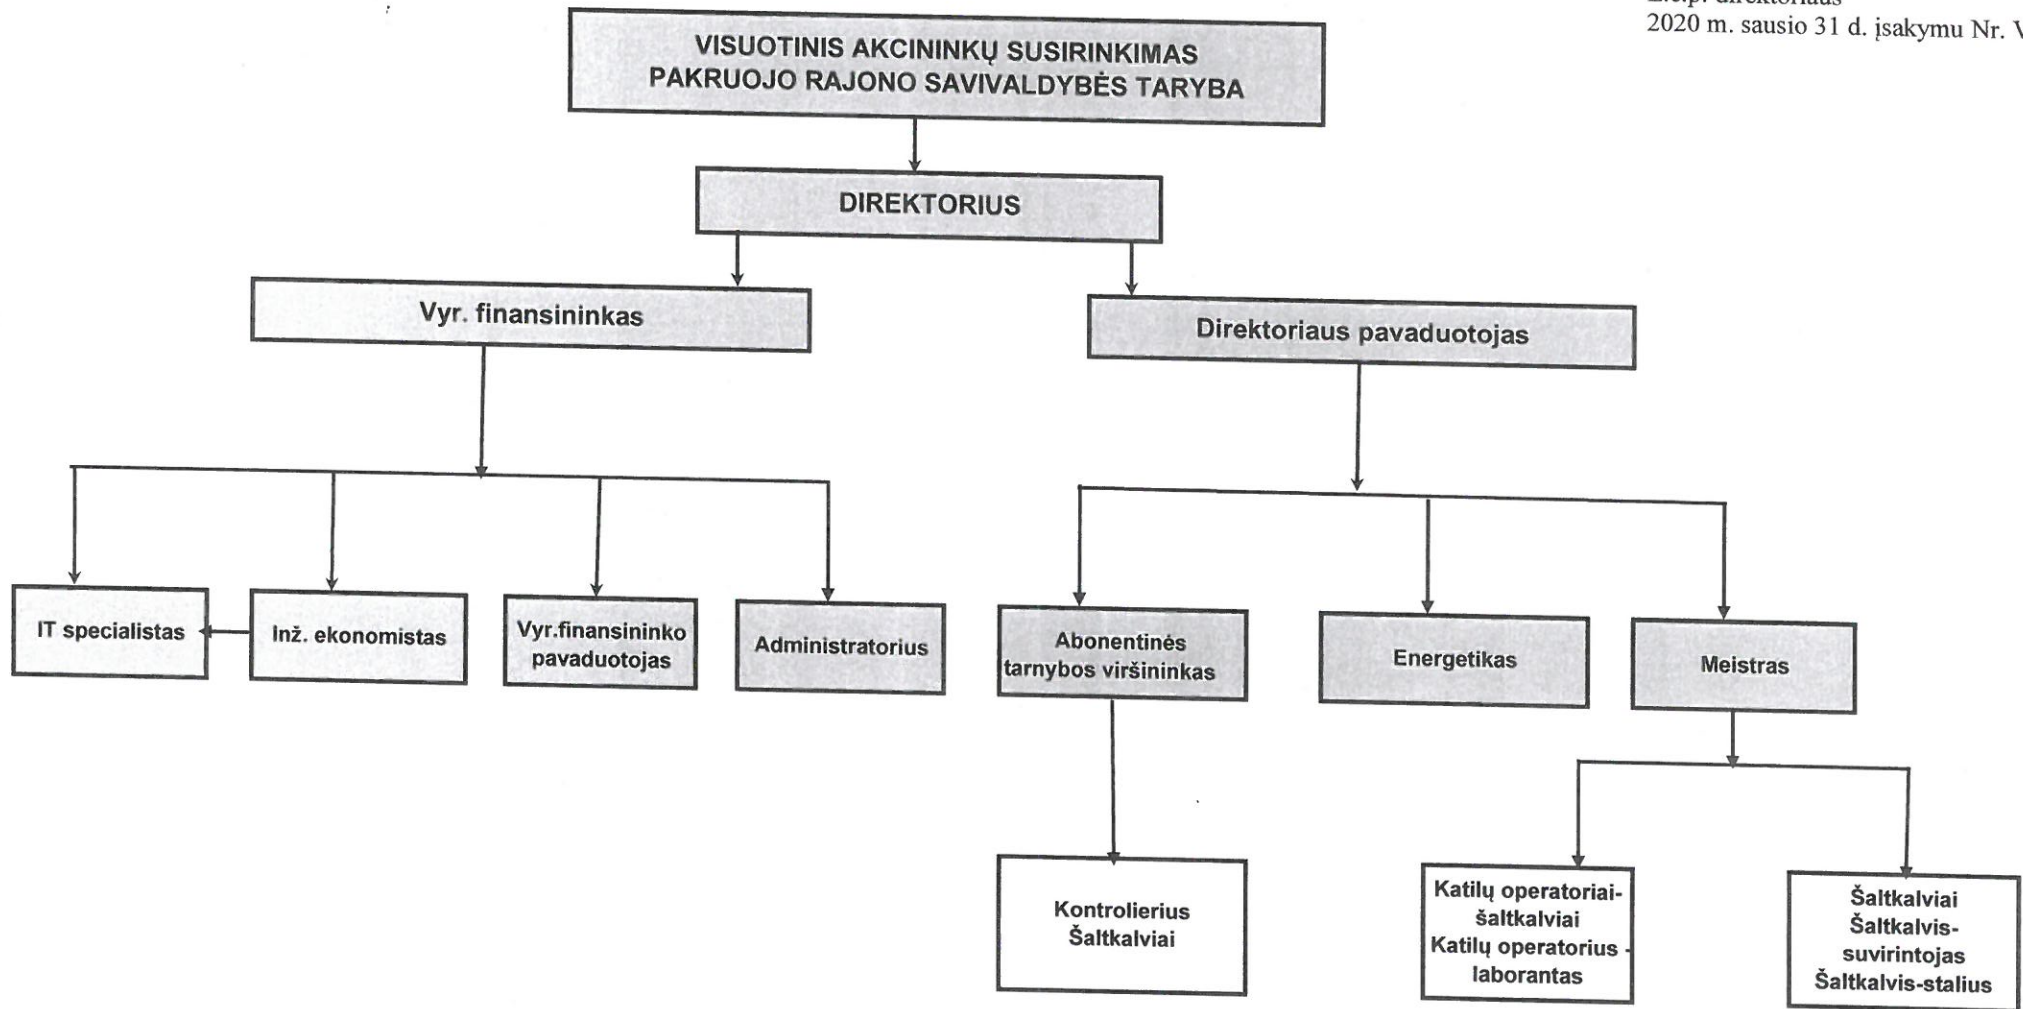 direktoriaus
2020 m. sausio 31 d. įsakymu Nr. V
VISUOTINIS AKCININKŲ SUSIRINKIMAS
PAKRUOJO RAJONO SAVIVALDYBĖS TARYBA
DIREKTORIUS
Vyr. finansininkas
Direktoriaus pavaduotojas
IT specialistas
Inž. ekonomistas
Vyr.finansininko
pavaduotojas
Administratorius
Abonentinės
tarnybos viršininkas
Energetikas
Meistras
Kontrolierius
Šaltkalviai
Katilų operatoriai-
šaltkalviai
Katilų operatorius -
laborantas
Šaltkalviai
Šaltkalvis-
suvirintojas
Šaltkalvis-stalius